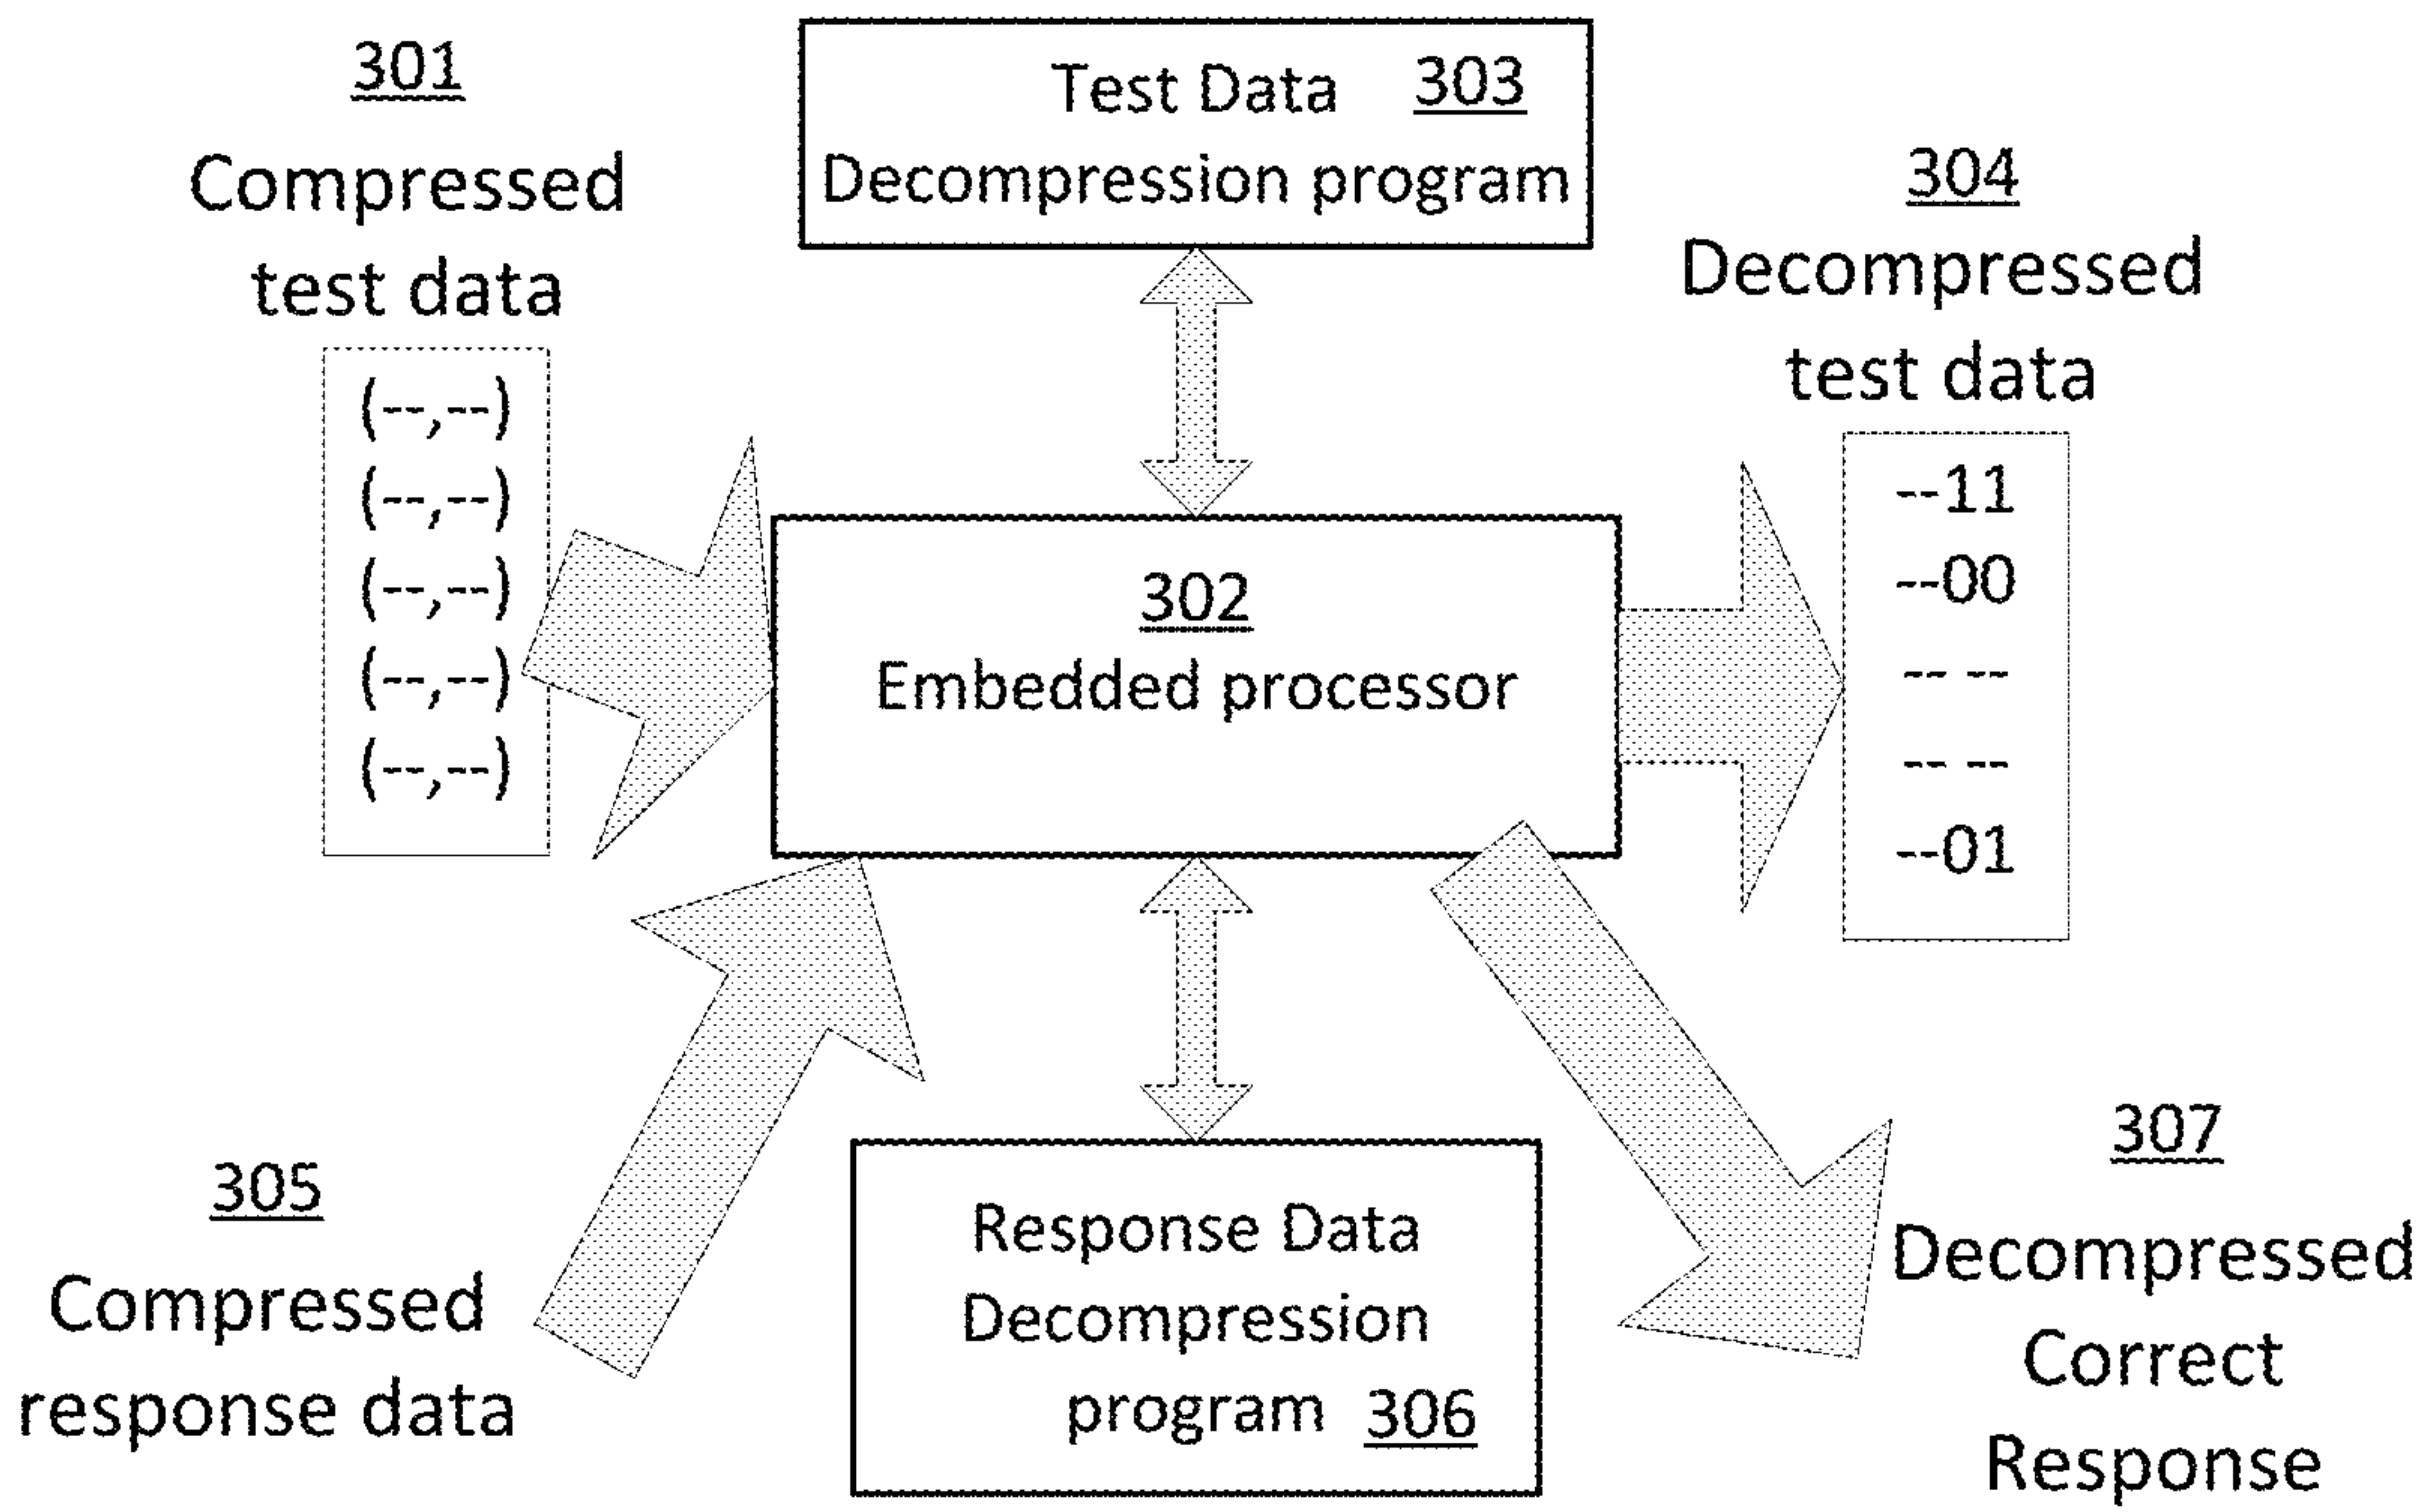 301
Compressed
test data
(--,--)
(--,--)
(--,--)
(--,--)
(--,--)
Test Data 303
Decompression program
302
Embedded processor
304
Decompressed
test data
--11
--00
-- --
-- --
--01
305
Compressed
response data
Response Data
Decompression
program 306
307
Decompressed
Correct
Response